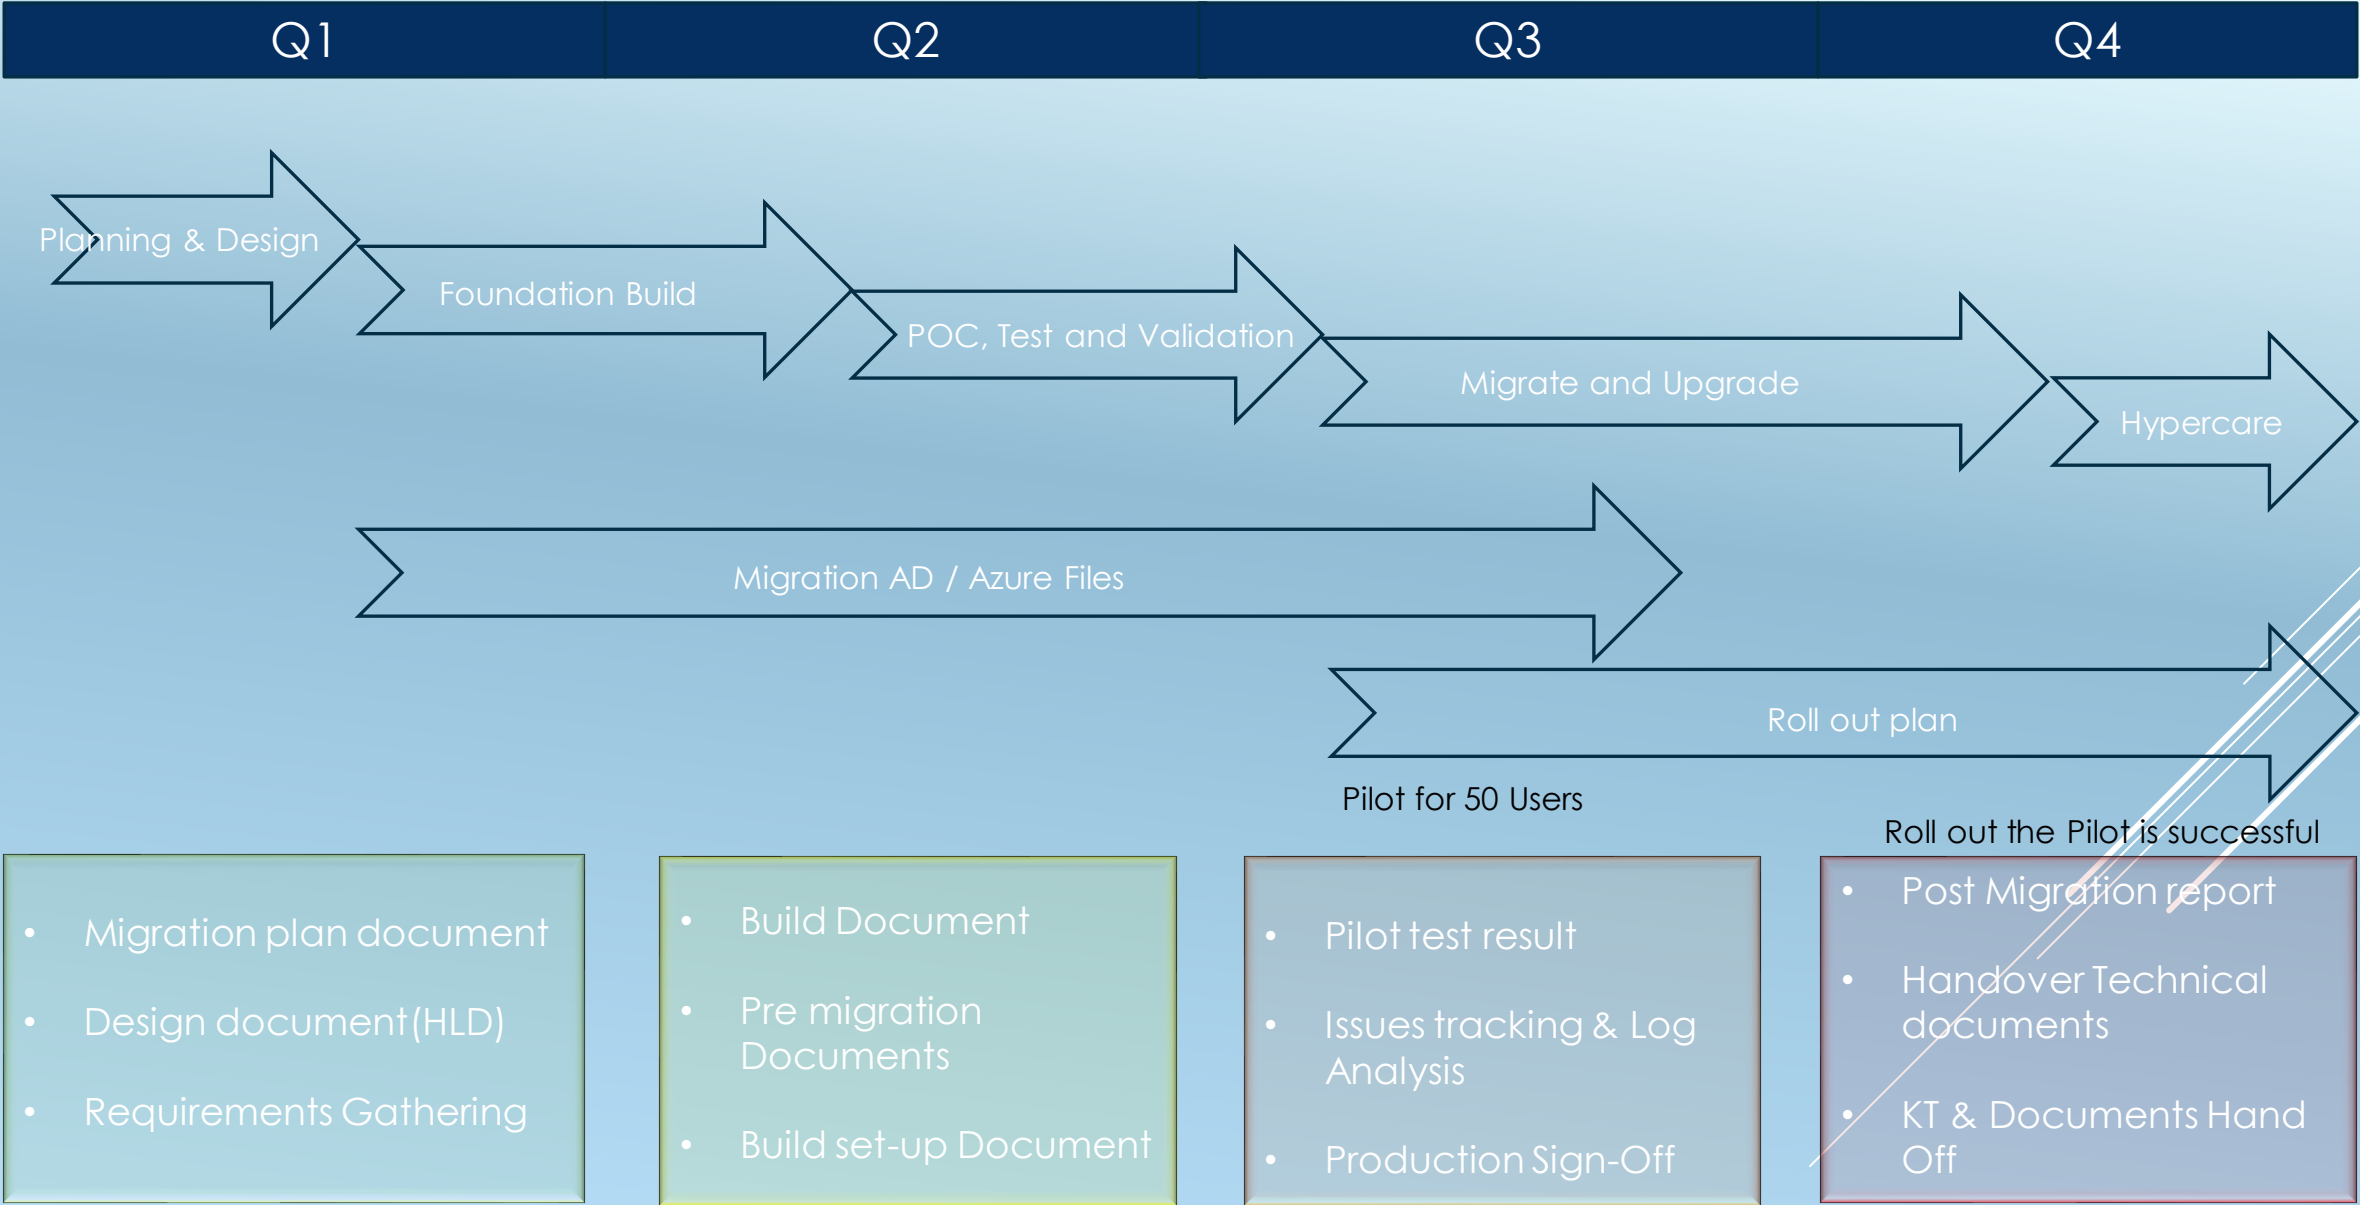 Q1
Q2
Q3
Q4
Planning & Design
Foundation Build
POC, Test and Validation
Migrate and Upgrade
Hypercare
Migration AD / Azure Files
Roll out plan
Pilot for 50 Users
Roll out the Pilot is successful
• Migration plan document
• Design document(HLD)
• Requirements Gathering
• Build Document
• Pre migration
Documents
• Build set-up Document
• Pilot test result
• Issues tracking & Log
Analysis
• Production Sign-Off
• Post Migration report
• Handover Technical
documents
• KT & Documents Hand
Off